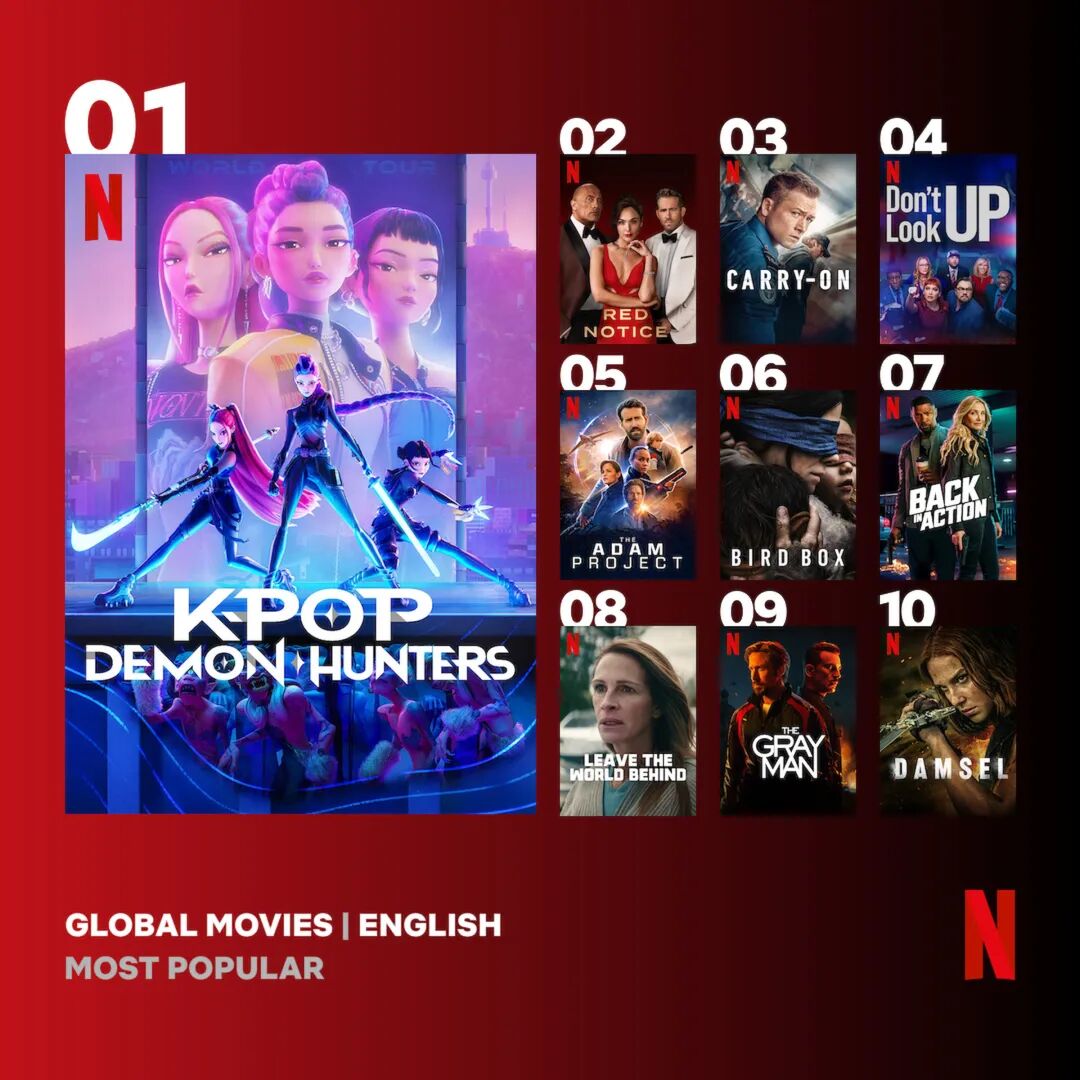 01
WORLD TOUR
N
K-POP
DEMON HUNTERS
02
N
RED
NOTICE
03
N
CARRY-ON
04
N
Don't
Look UP
05
N
THE
ADAM
PROJECT
06
N
BIRD BOX
07
N
BACK
IN ACTION
08
N
LEAVE THE
WORLD BEHIND
09
N
THE
GRAY
MAN
10
N
DAMSEL
GLOBAL MOVIES | ENGLISH
MOST POPULAR
N